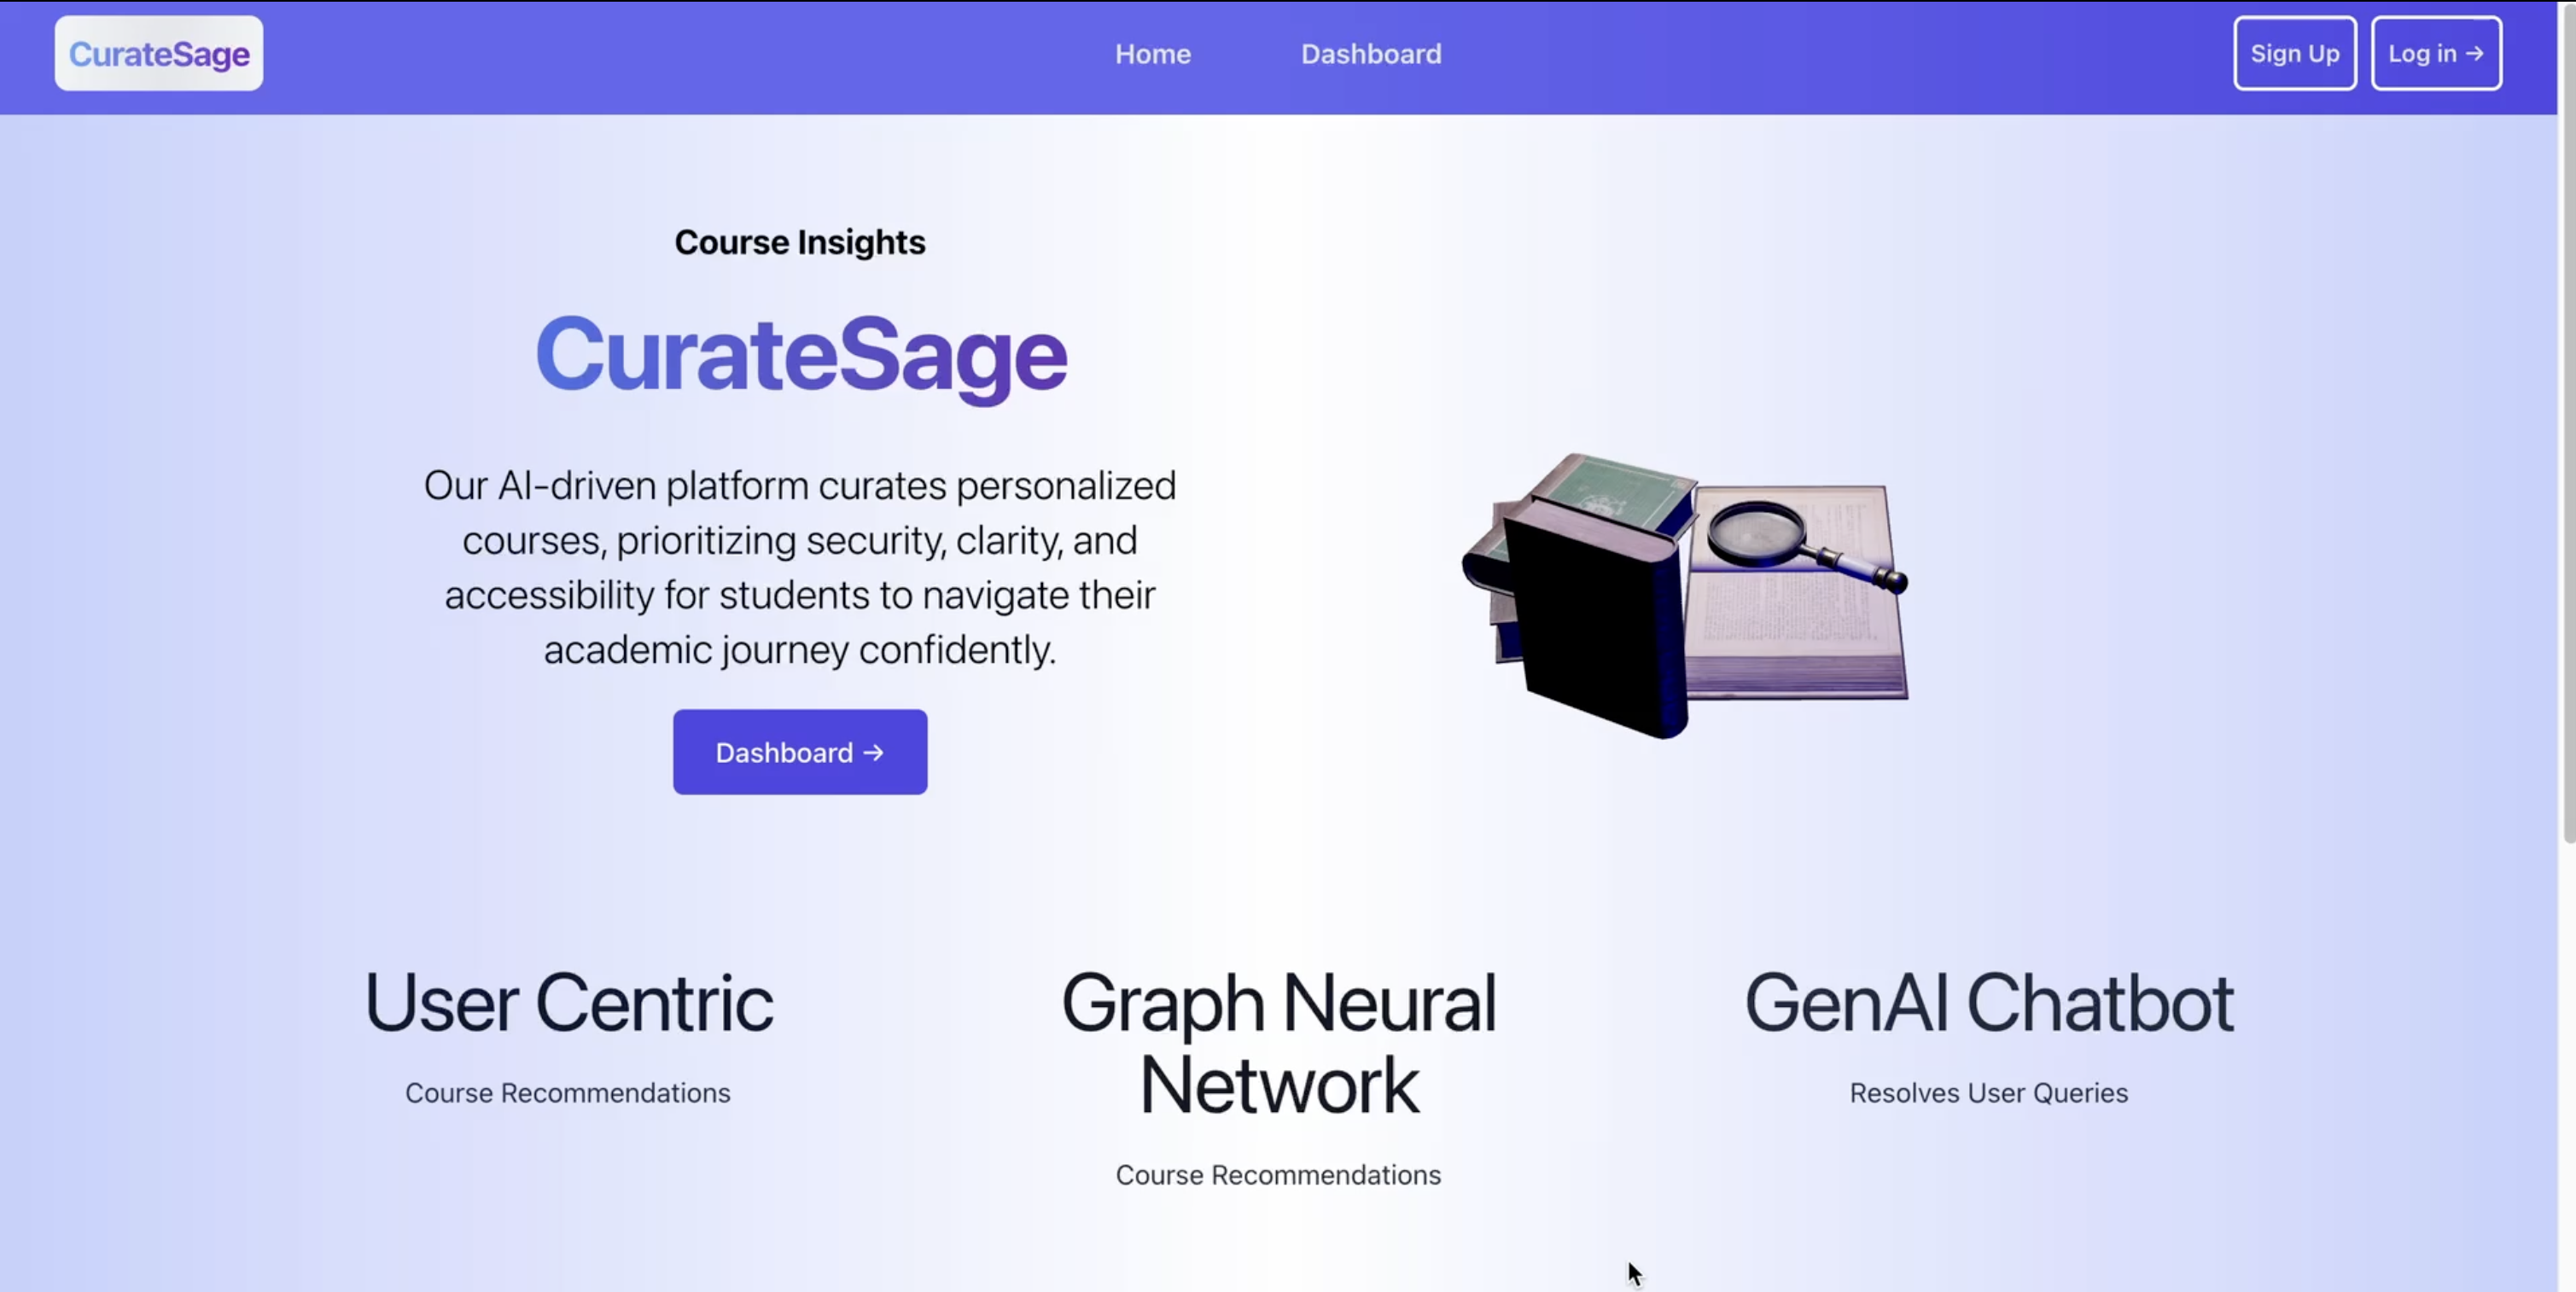 CurateSage
Home
Dashboard
Sign Up
Log in →
Course Insights
CurateSage
Our AI-driven platform curates personalized
courses, prioritizing security, clarity, and
accessibility for students to navigate their
academic journey confidently.
Dashboard →
User Centric
Course Recommendations
Graph Neural
Network
Course Recommendations
GenAI Chatbot
Resolves User Queries